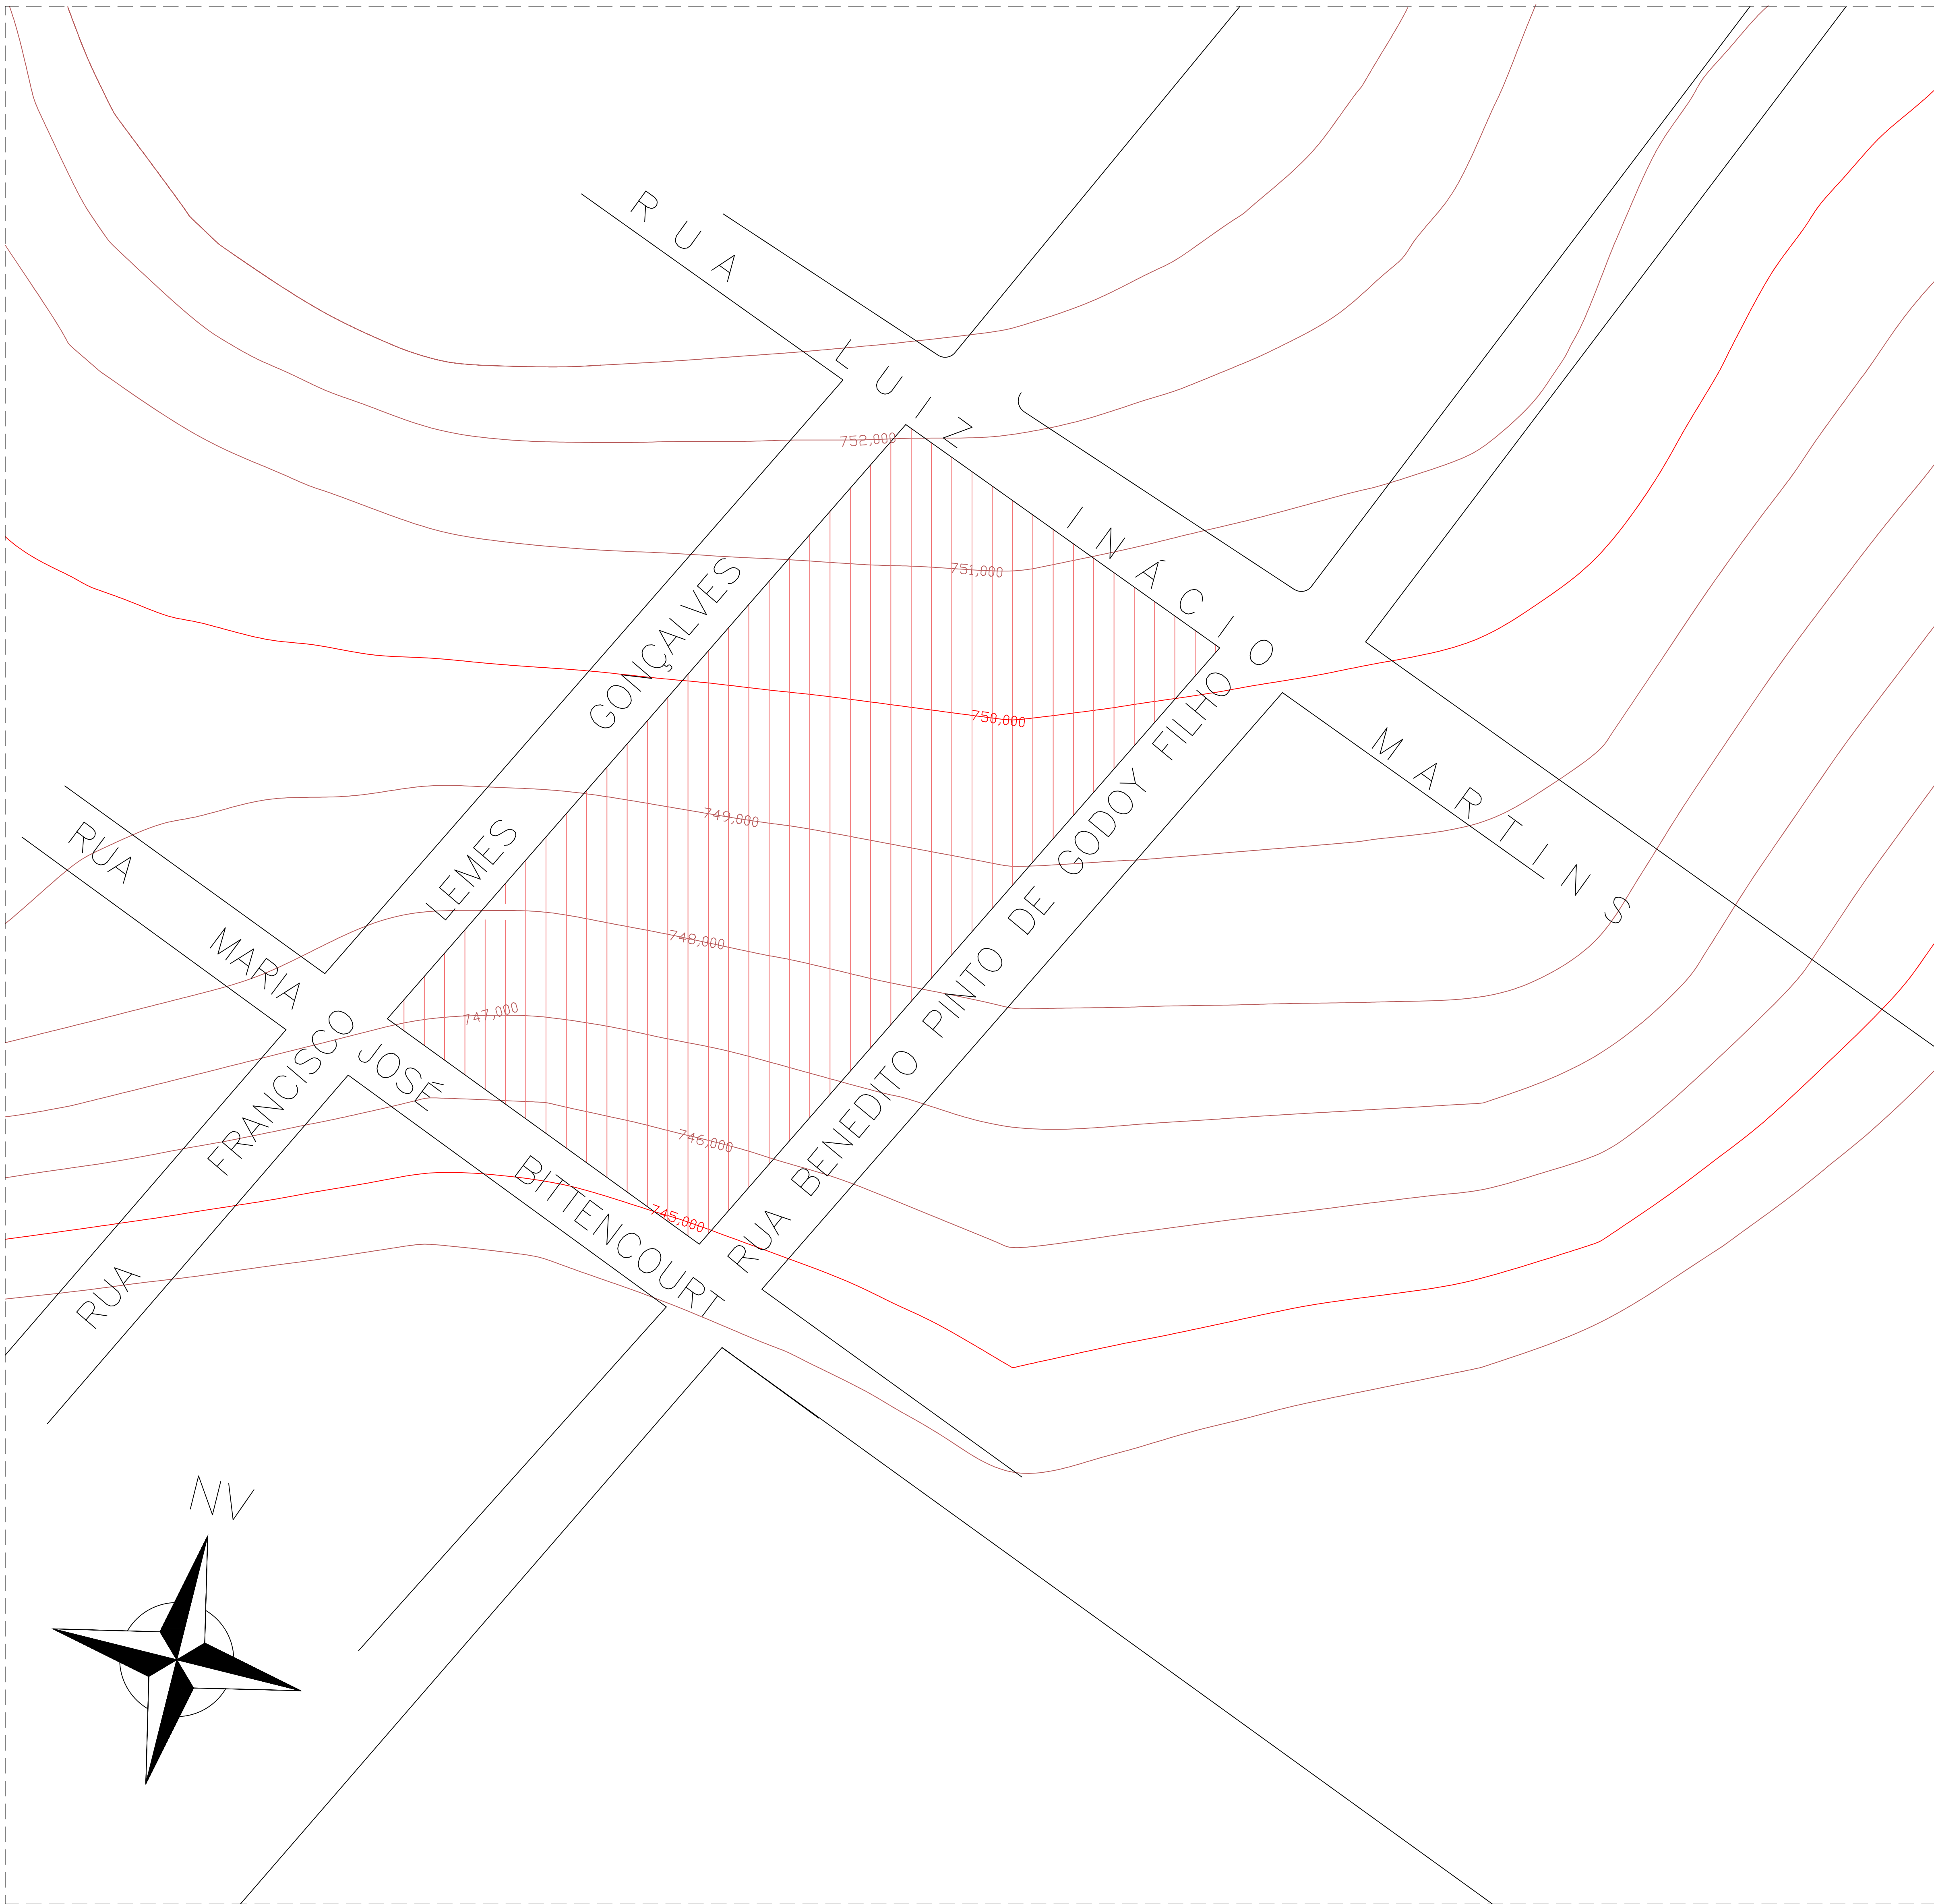 RUA LUIZ INÁCIO MARTINS
752,000
751,000
RUA FRANCISCO LEMES GONÇALVES
750,000
RUA BENEDITO PINTO DE GODOY FILHO
749,000
RUA MARIA JOSÉ BITTENCOURT
748,000
747,000
746,000
745,000
NV